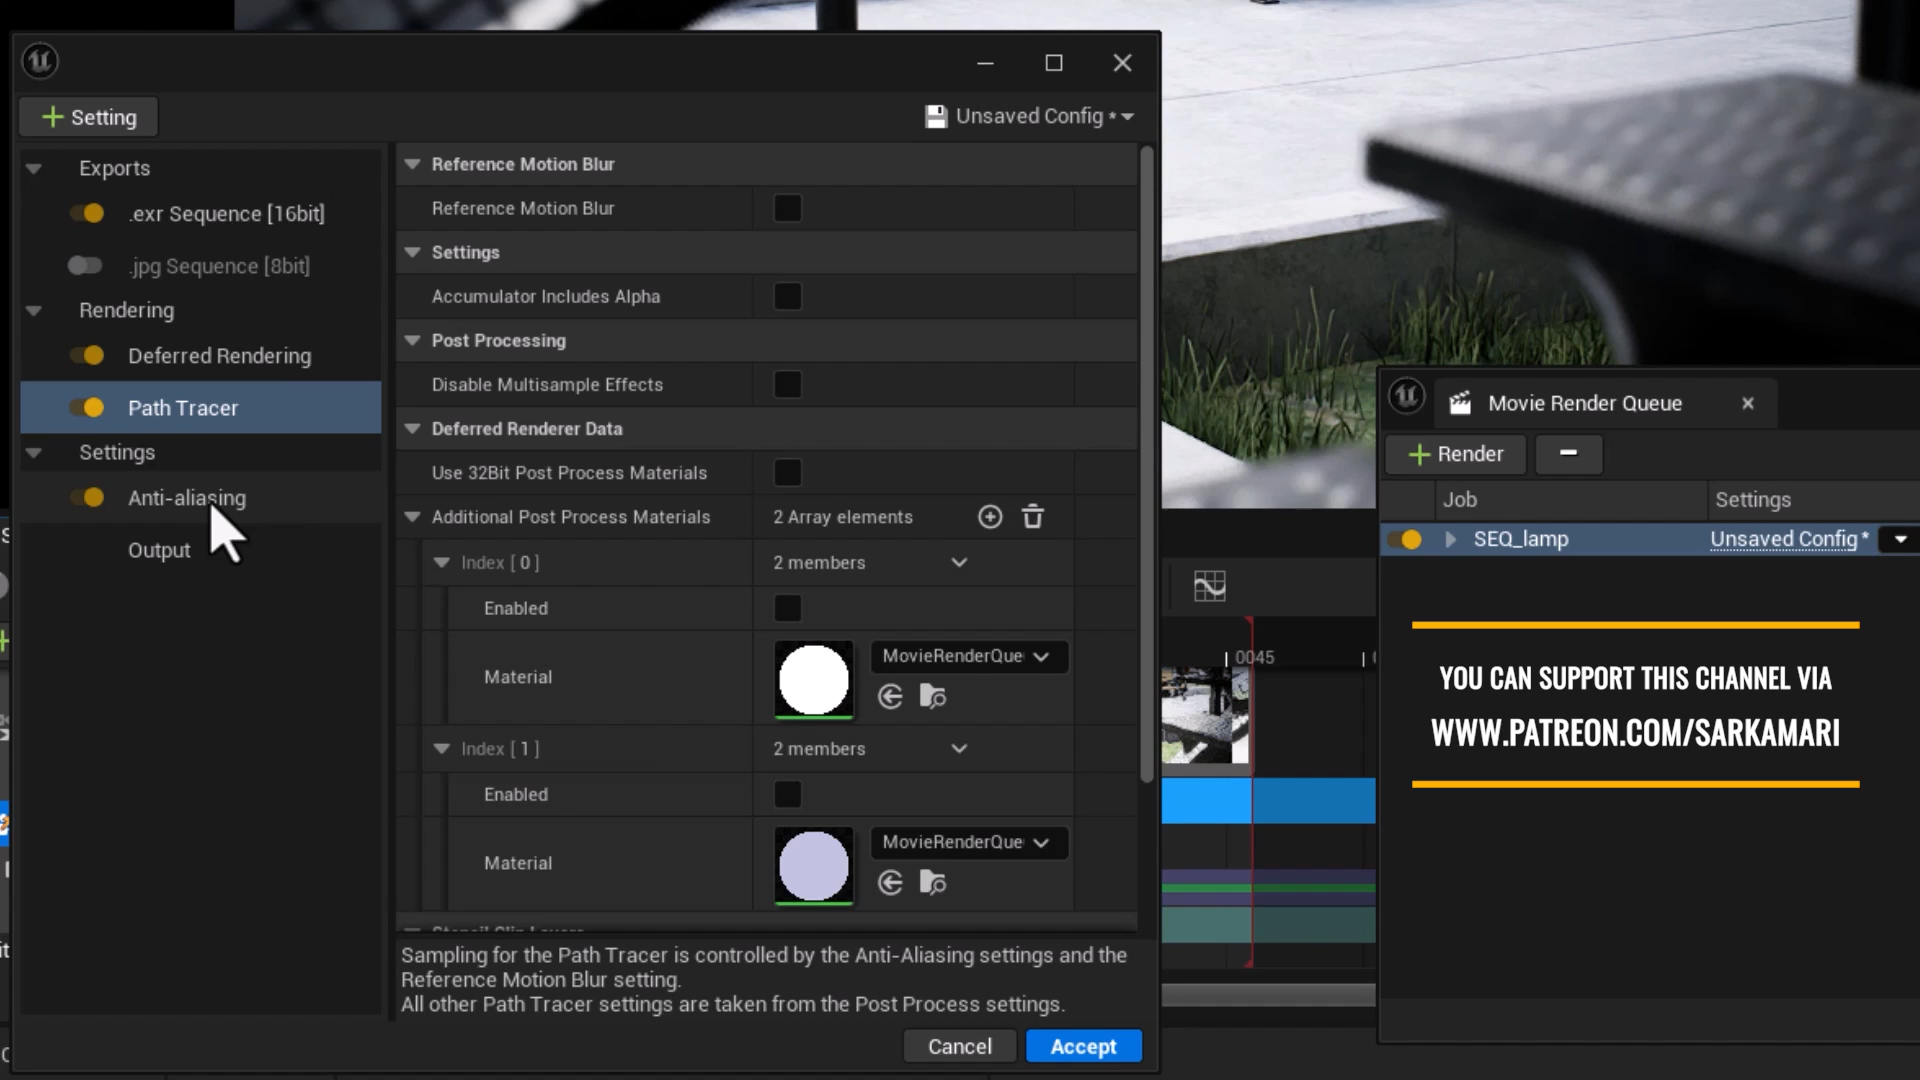 Setting
Unsaved Config *
Exports
.exr Sequence [16bit]
.jpg Sequence [8bit]
Rendering
Deferred Rendering
Path Tracer
Settings
Anti-aliasing
Output
Reference Motion Blur
Reference Motion Blur
Settings
Accumulator Includes Alpha
Post Processing
Disable Multisample Effects
Deferred Renderer Data
Use 32Bit Post Process Materials
Additional Post Process Materials 2 Array elements
Index [ 0 ] 2 members
Enabled
Material MovieRenderQue
Index [ 1 ] 2 members
Enabled
Material MovieRenderQue
Sampling for the Path Tracer is controlled by the Anti-Aliasing settings and the
Reference Motion Blur setting.
All other Path Tracer settings are taken from the Post Process settings.
Cancel Accept
0045
Movie Render Queue
Render
Job Settings
SEQ_lamp Unsaved Config *
YOU CAN SUPPORT THIS CHANNEL VIA
WWW.PATREON.COM/SARKAMARI